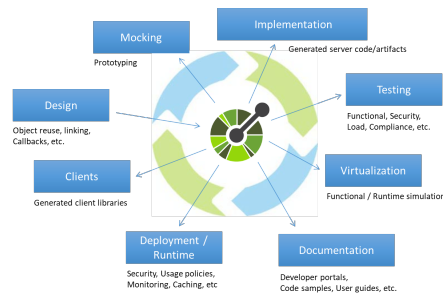 Implementation
Generated server code/artifacts
Mocking
Prototyping
Testing
Functional, Security,
Load, Compliance, etc.
Design
Object reuse, linking,
Callbacks, etc.
Virtualization
Functional / Runtime simulation
Clients
Generated client libraries
Deployment /
Runtime
Security, Usage policies,
Monitoring, Caching, etc
Documentation
Developer portals,
Code samples, User guides, etc.